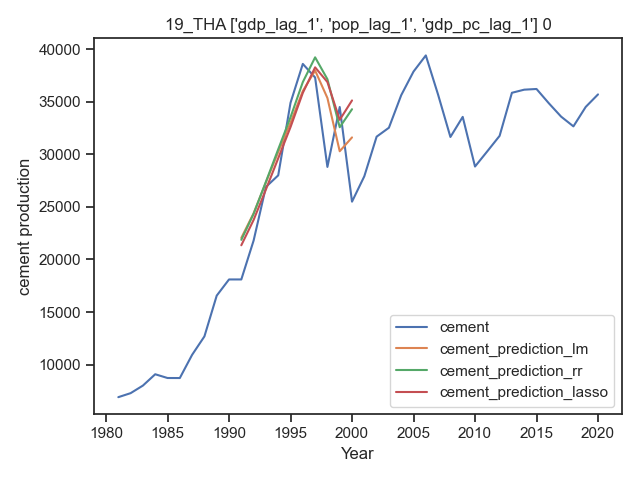 19_THA ['gdp_lag_1', 'pop_lag_1', 'gdp_pc_lag_1'] 0
40000
35000
30000
25000
20000
15000
10000
cement production
cement
cement_prediction_lm
cement_prediction_rr
cement_prediction_lasso
1980 1985 1990 1995 2000 2005 2010 2015 2020
Year